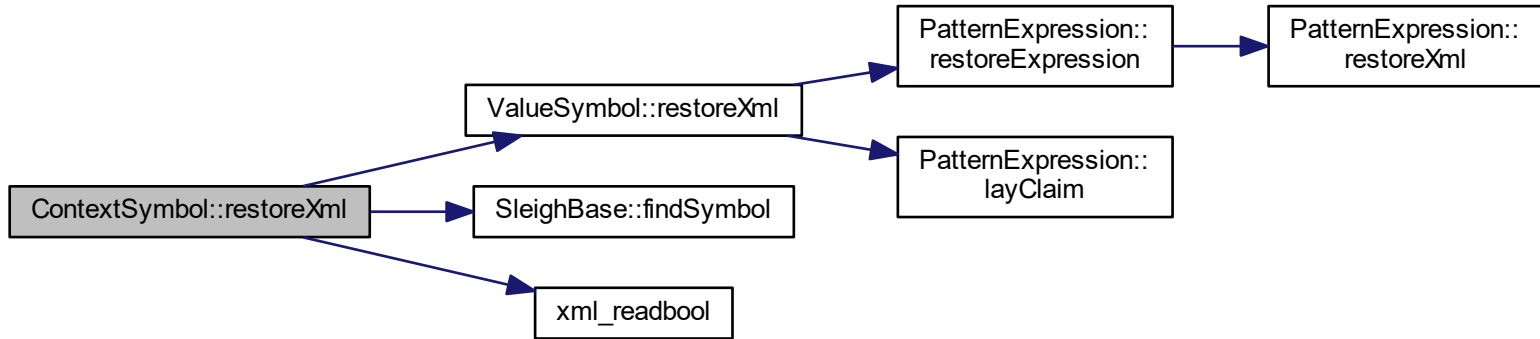 ContextSymbol::restoreXml
ValueSymbol::restoreXml
SleighBase::findSymbol
xml_readbool
PatternExpression::
restoreExpression
PatternExpression::
layClaim
PatternExpression::
restoreXml